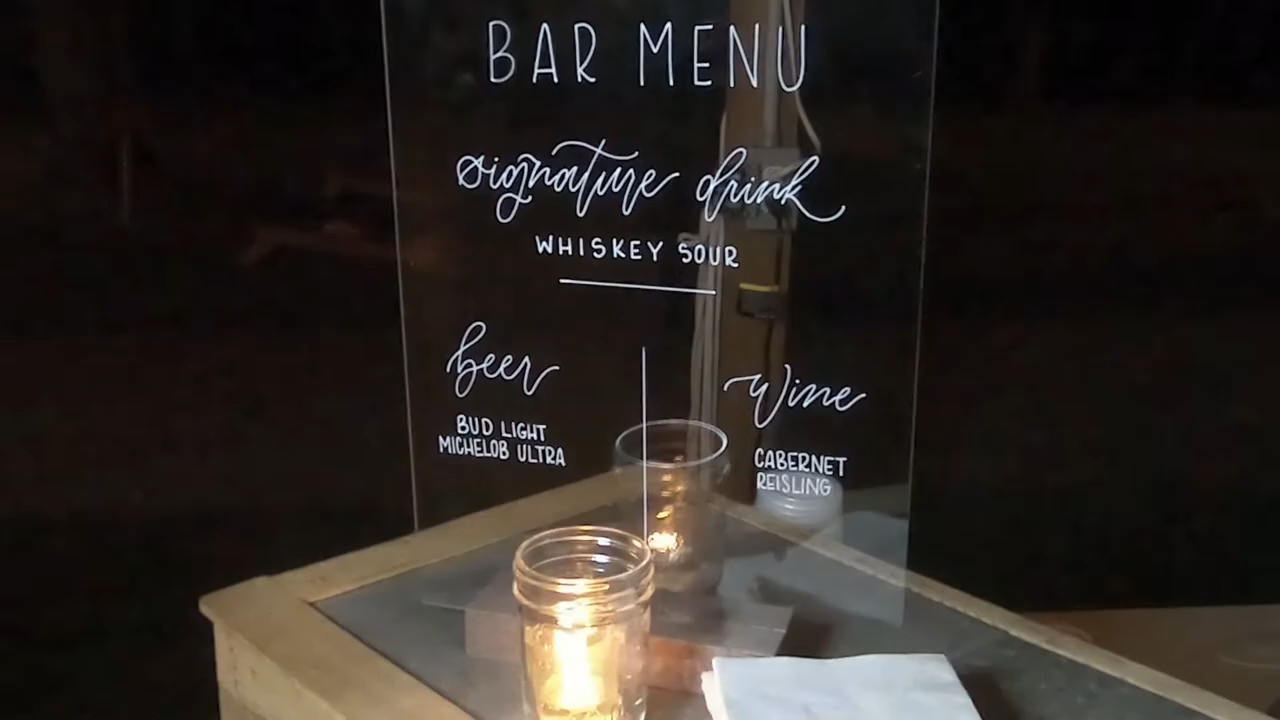 BAR MENU
signature drink
WHISKEY SOUR
beer
BUD LIGHT
MICHELOB ULTRA
wine
CABERNET
REISLING